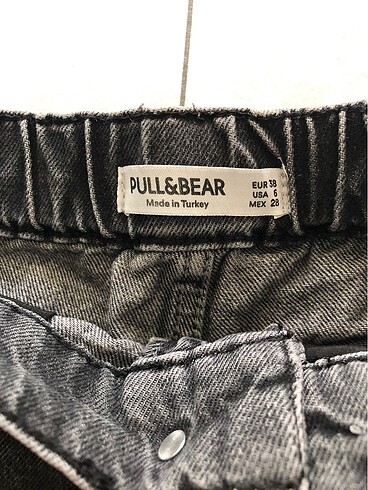 PULL&BEAR
Made in Turkey
EUR 38
USA 6
MEX 28